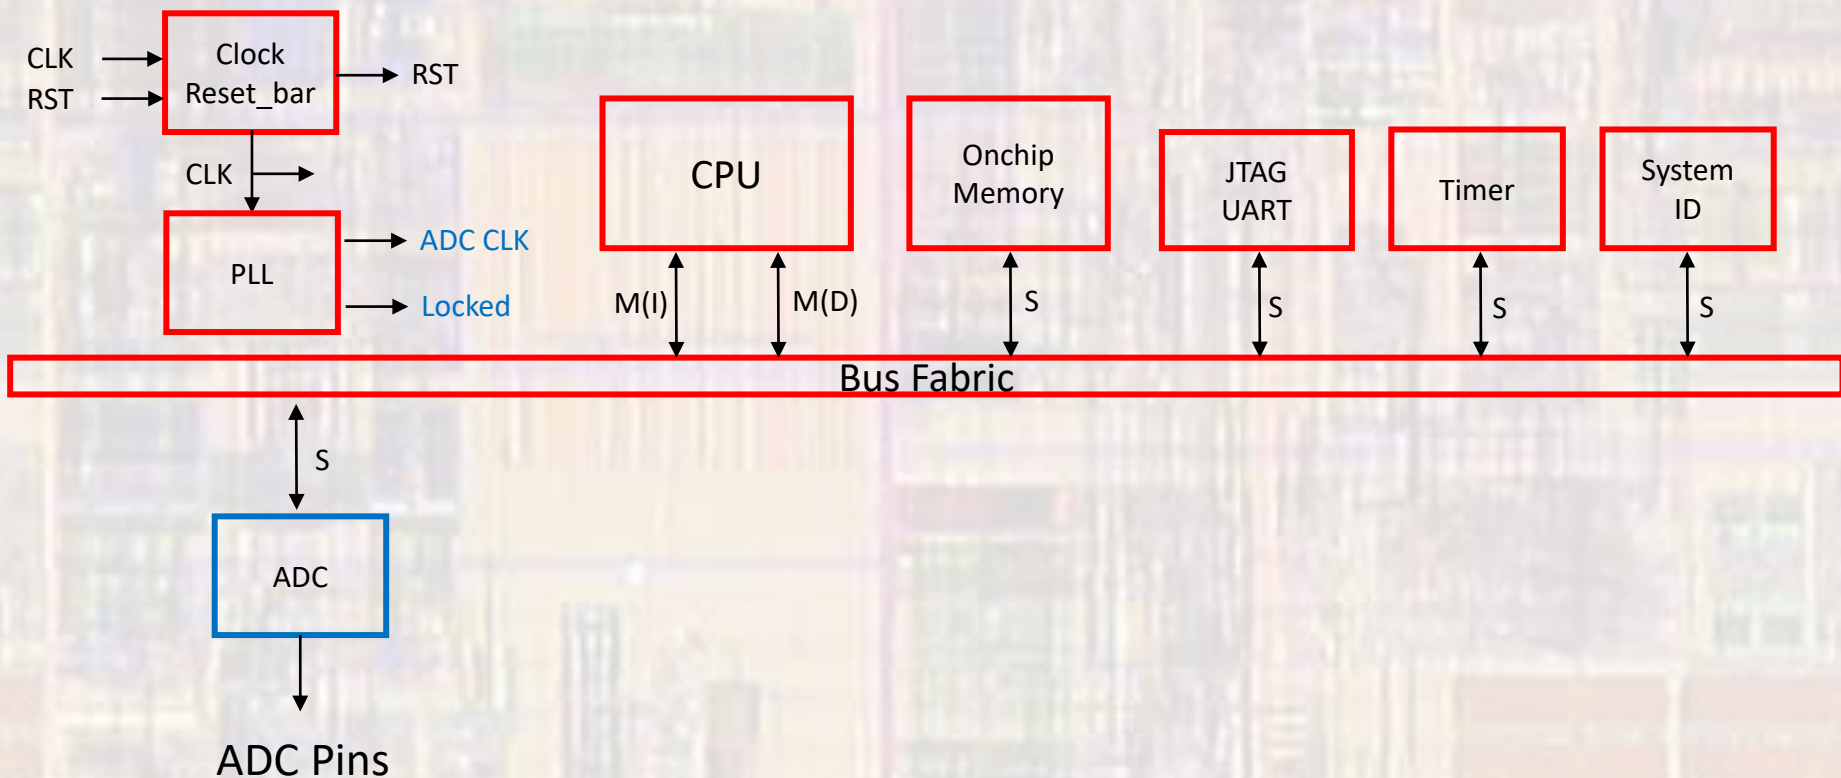 CLK
RST
Clock
Reset_bar
RST
CLK
PLL
ADC CLK
Locked
CPU
Onchip
Memory
JTAG
UART
Timer
System
ID
M(I)
M(D)
S
S
S
S
Bus Fabric
S
ADC
ADC Pins